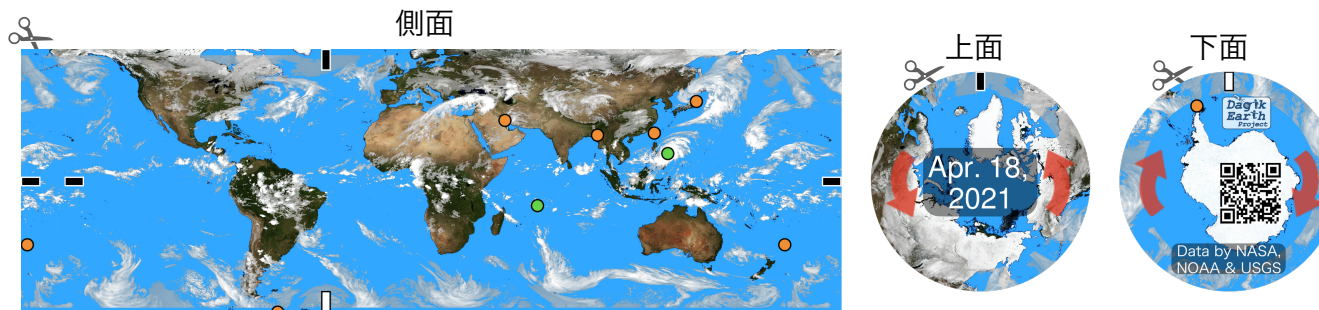 側面
上面
下面
Apr. 18,
2021
Dagik
Earth
Project
Data by NASA,
NOAA & USGS